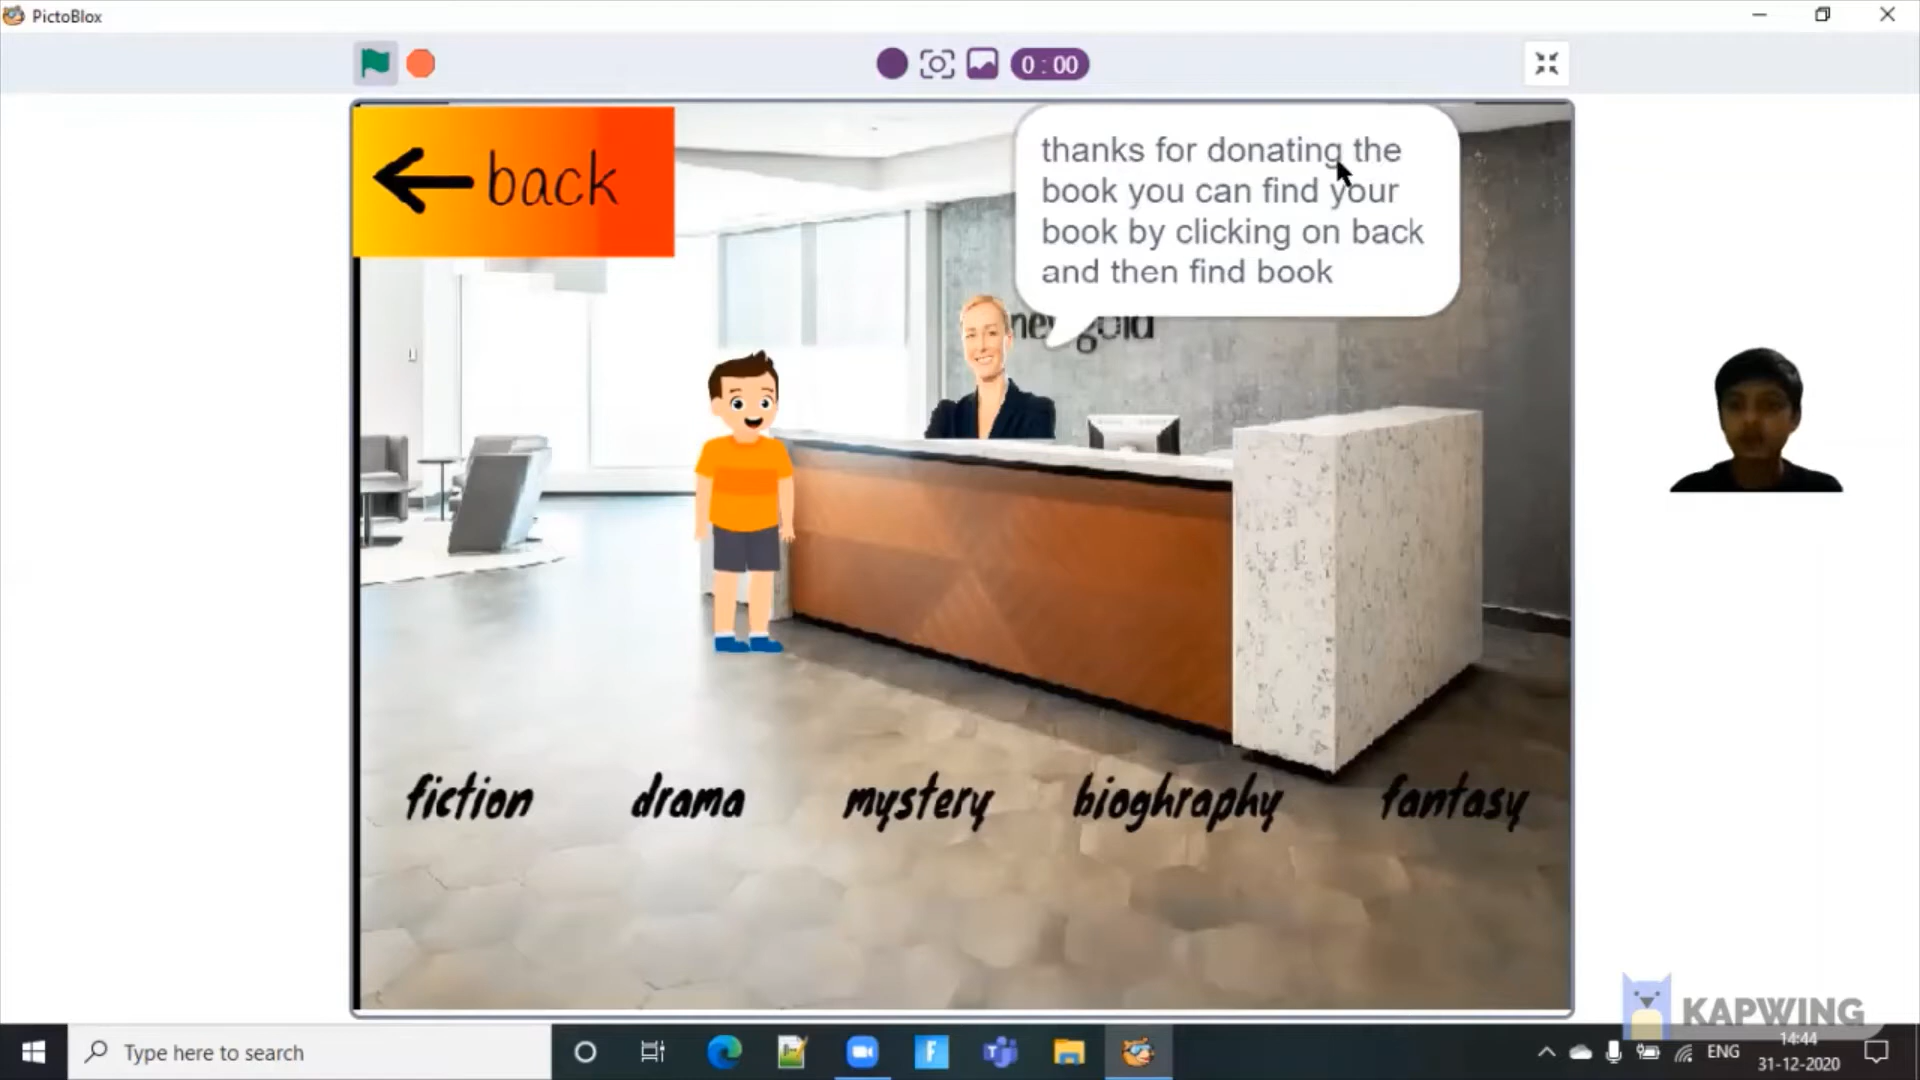 PictoBlox
0 : 00
back
thanks for donating the
book you can find your
book by clicking on back
and then find book
fiction
drama
mystery
bioghraphy
fantasy
KAPWING
Type here to search
ENG
14:44
31-12-2020